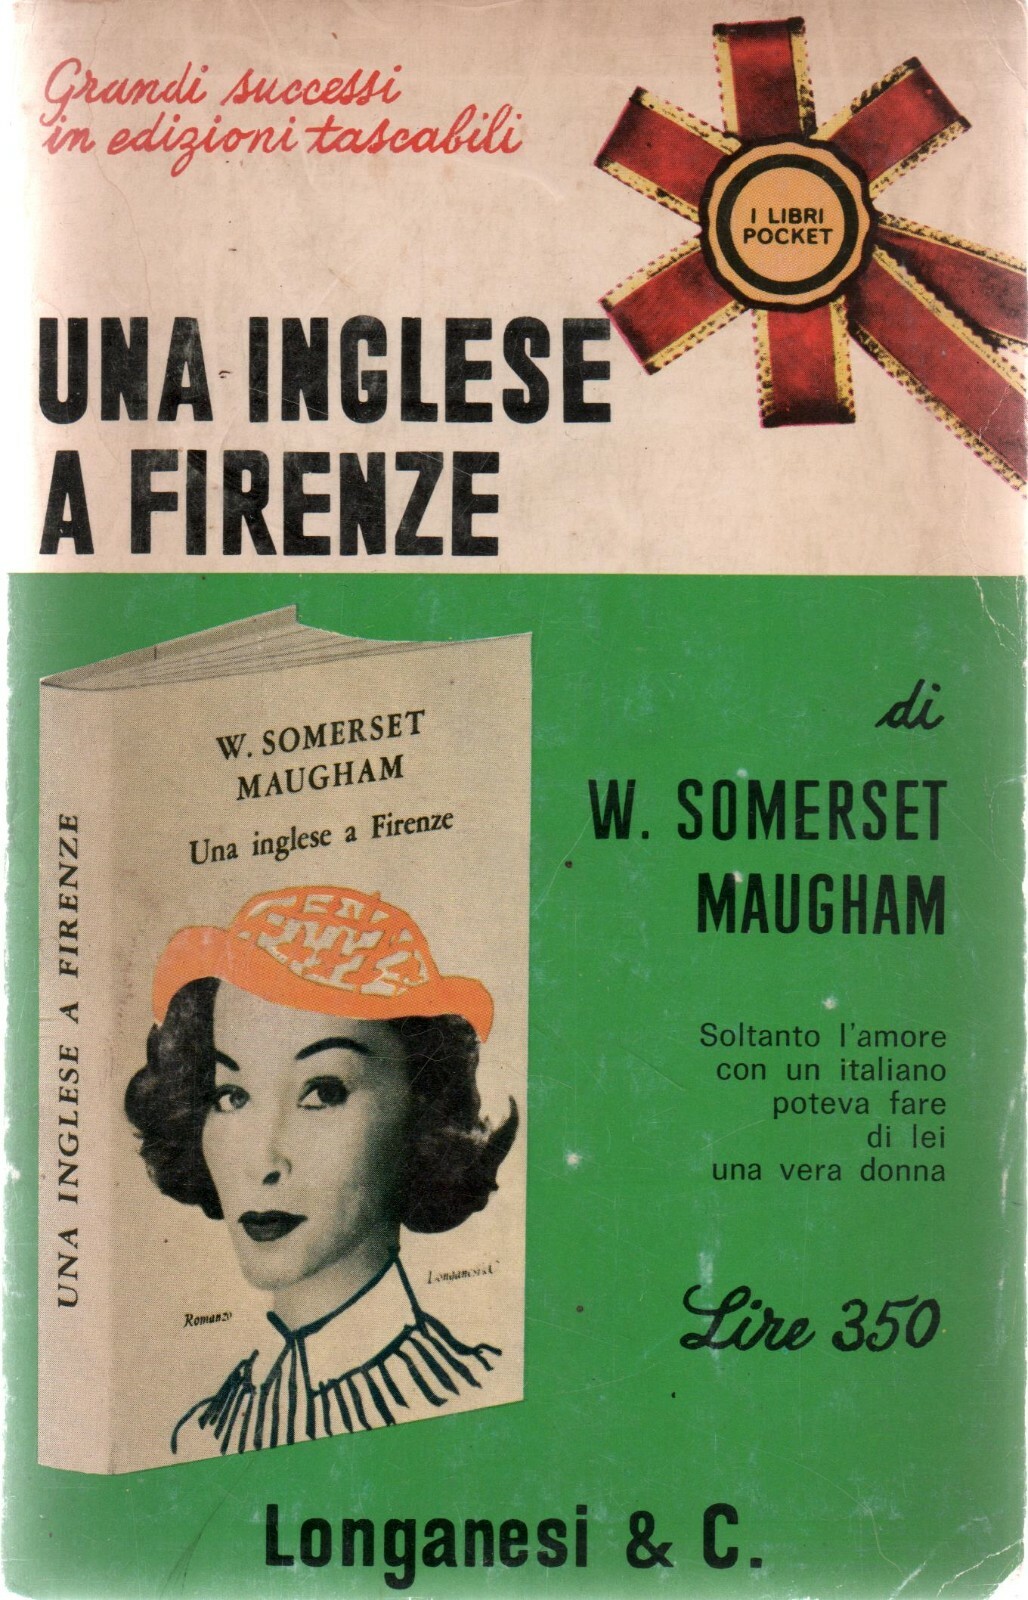 Grandi successi
in edizioni tascabili
I LIBRI
POCKET
UNA INGLESE
A FIRENZE
W. SOMERSET
MAUGHAM
Una inglese a Firenze
UNA INGLESE A FIRENZE
Romanzo
Longanesi & C
di
W. SOMERSET
MAUGHAM
Soltanto l'amore
con un italiano
poteva fare
di lei
una vera donna
Lire 350
Longanesi & C.